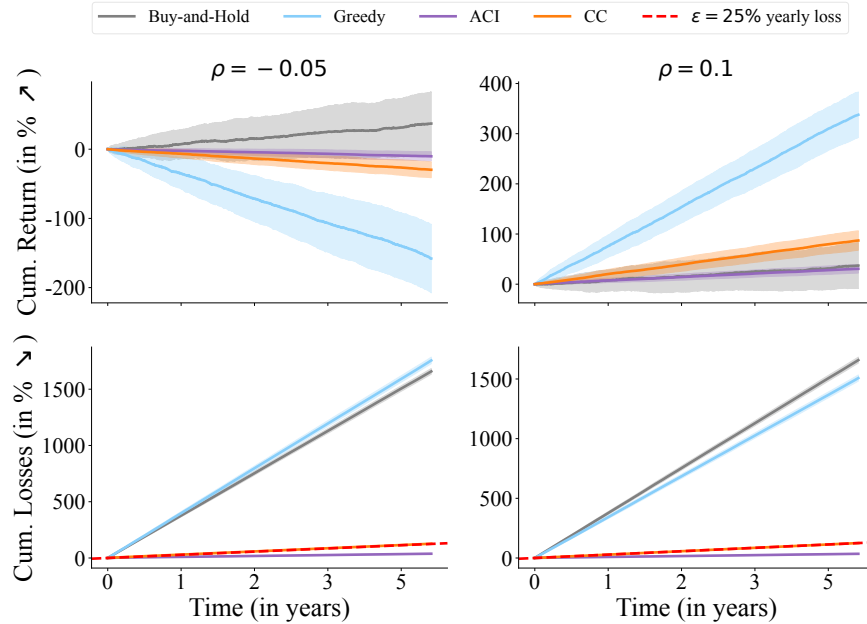 Buy-and-Hold Greedy ACI CC ε = 25% yearly loss
ρ = − 0.05 ρ = 0.1
Cum. Return (in % ↗ )
0
-100
-200
400
300
200
100
0
Cum. Losses (in % ↘ )
1500
1000
500
0
1500
1000
500
0
0 1 2 3 5
Time (in years)
0 1 2 3 5
Time (in years)